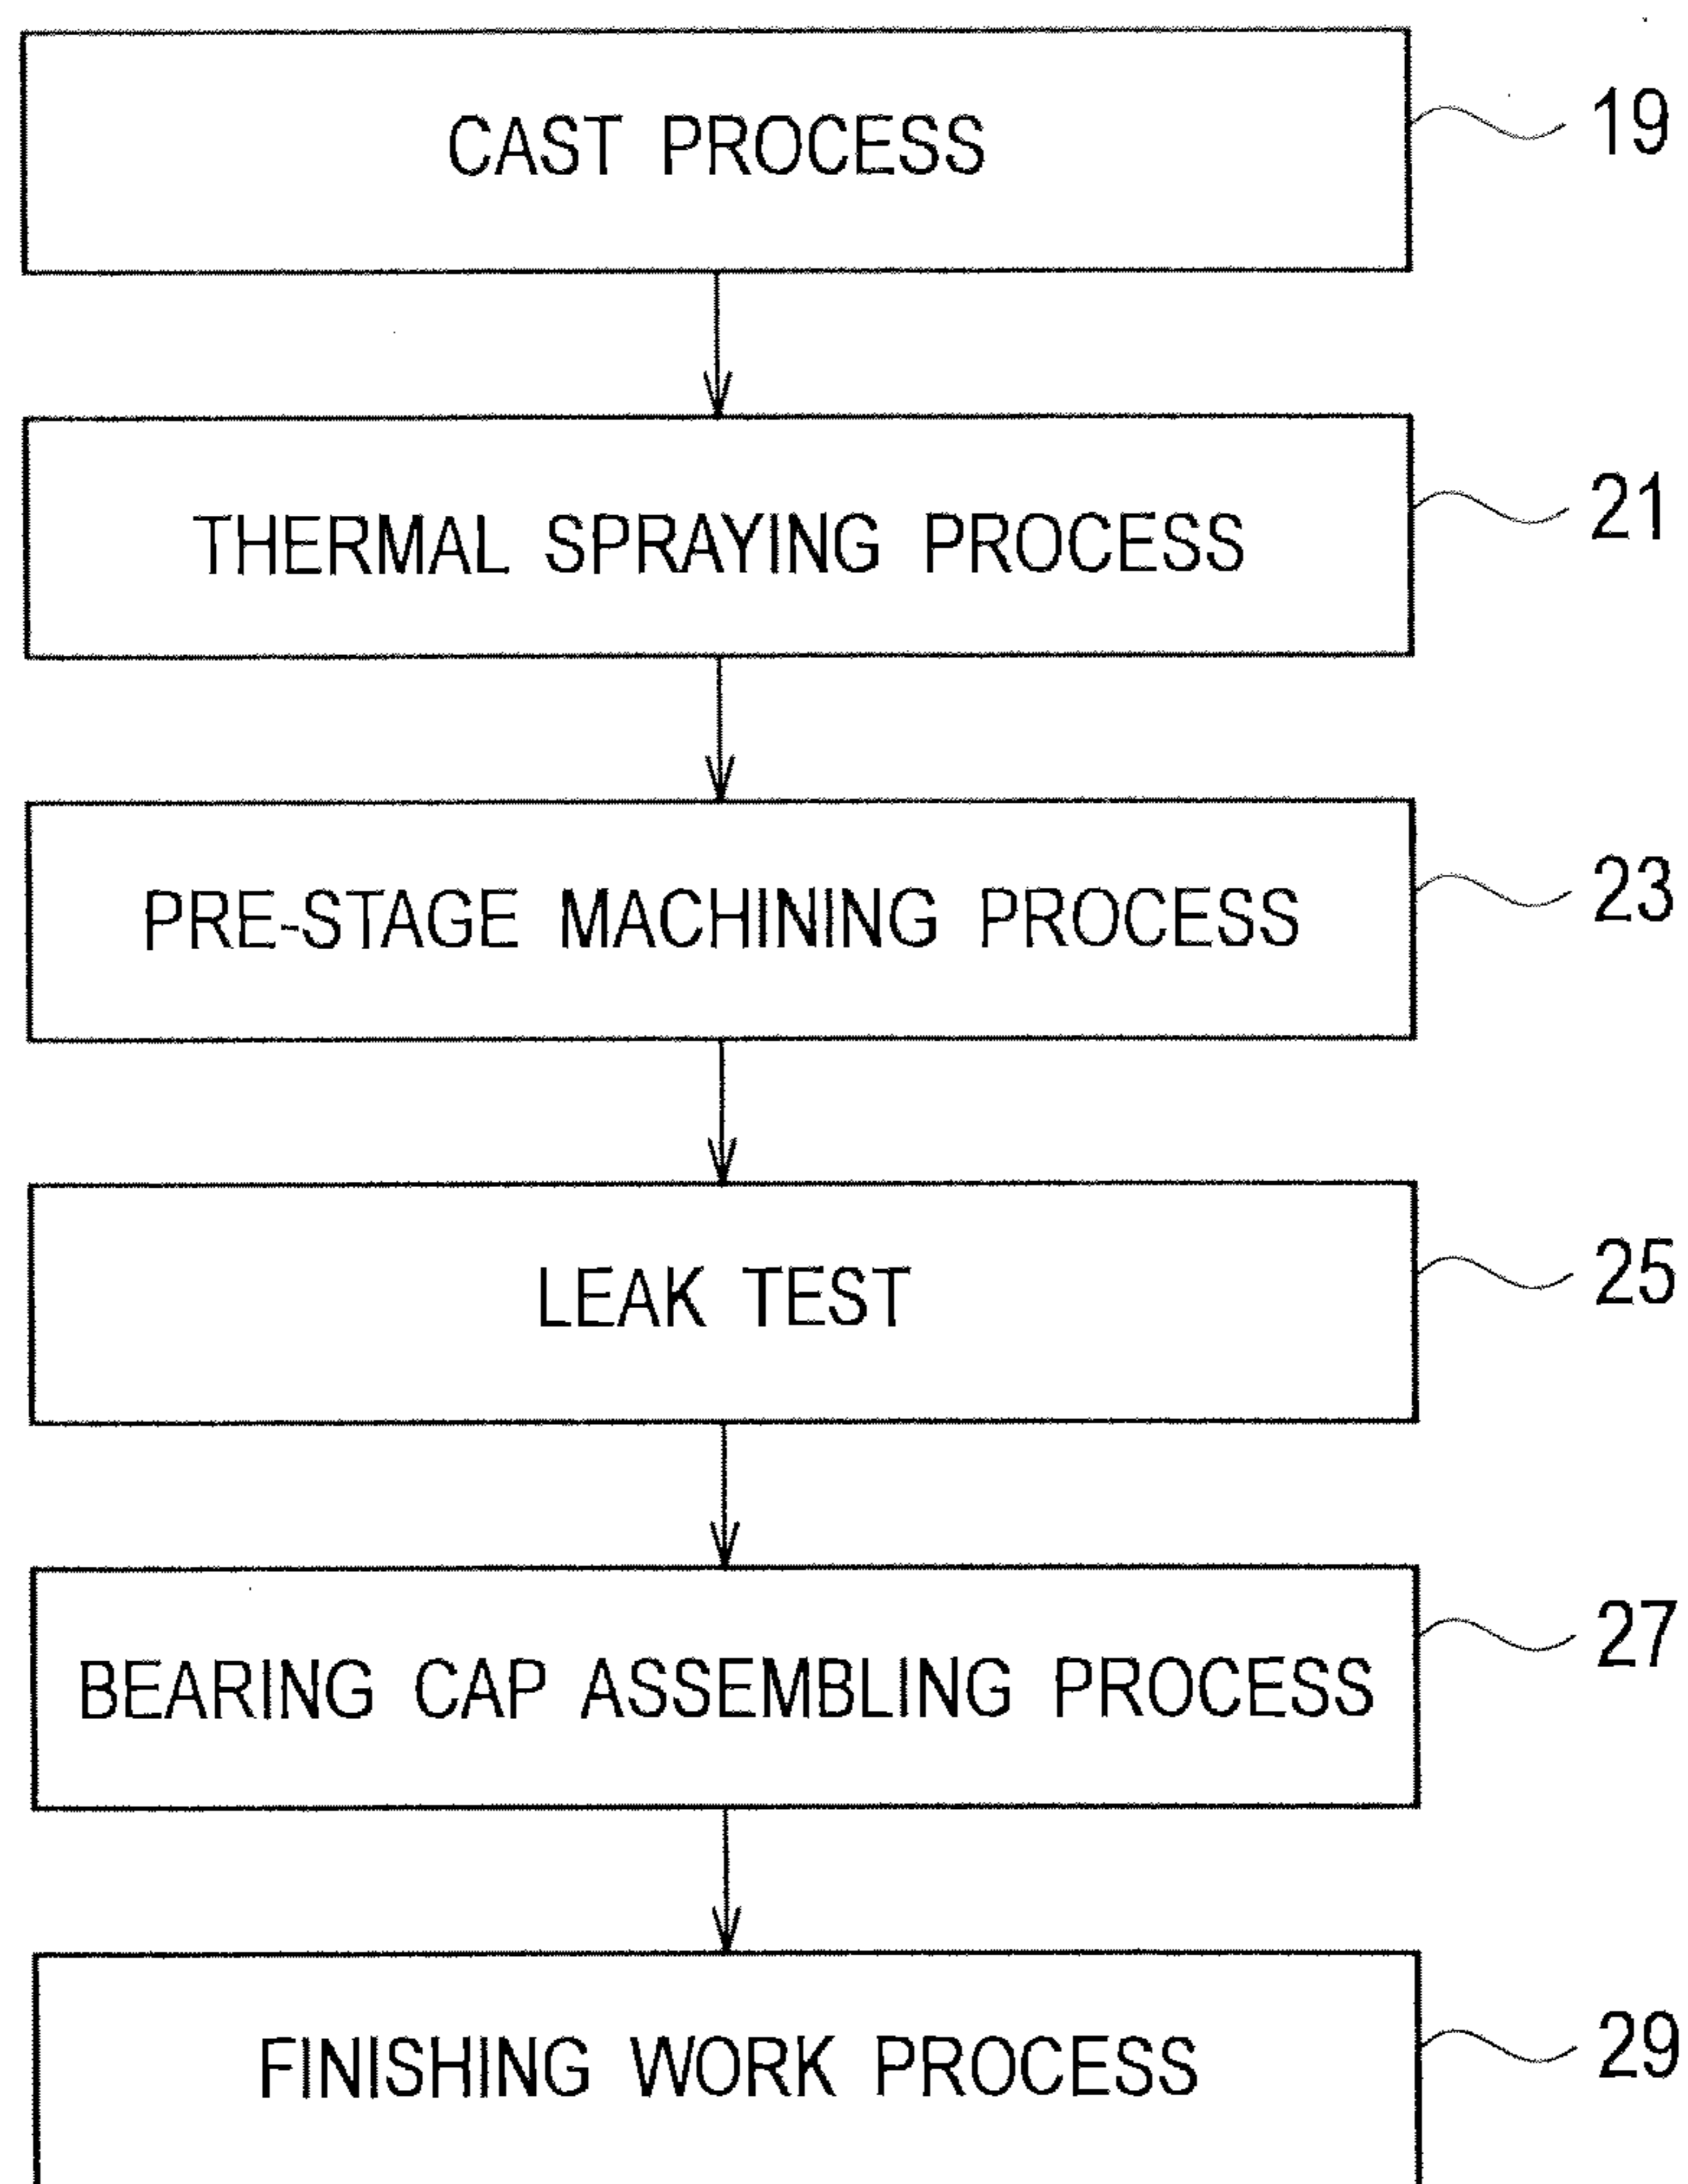 CAST PROCESS
19
THERMAL SPRAYING PROCESS
21
PRE-STAGE MACHINING PROCESS
23
LEAK TEST
25
BEARING CAP ASSEMBLING PROCESS
27
FINISHING WORK PROCESS
29